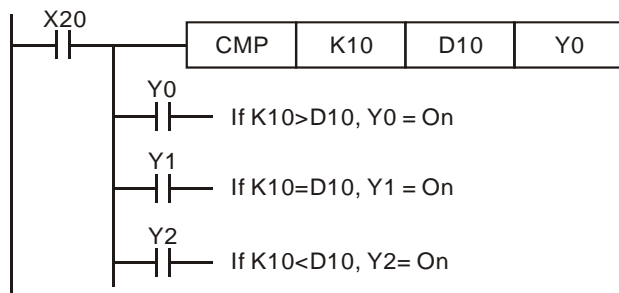 X20
CMP K10 D10 Y0
Y0
If K10>D10, Y0 = On
Y1
If K10=D10, Y1 = On
Y2
If K10<D10, Y2= On